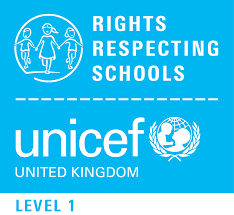 RIGHTS
RESPECTING
SCHOOLS
unicef
UNITED KINGDOM
LEVEL 1